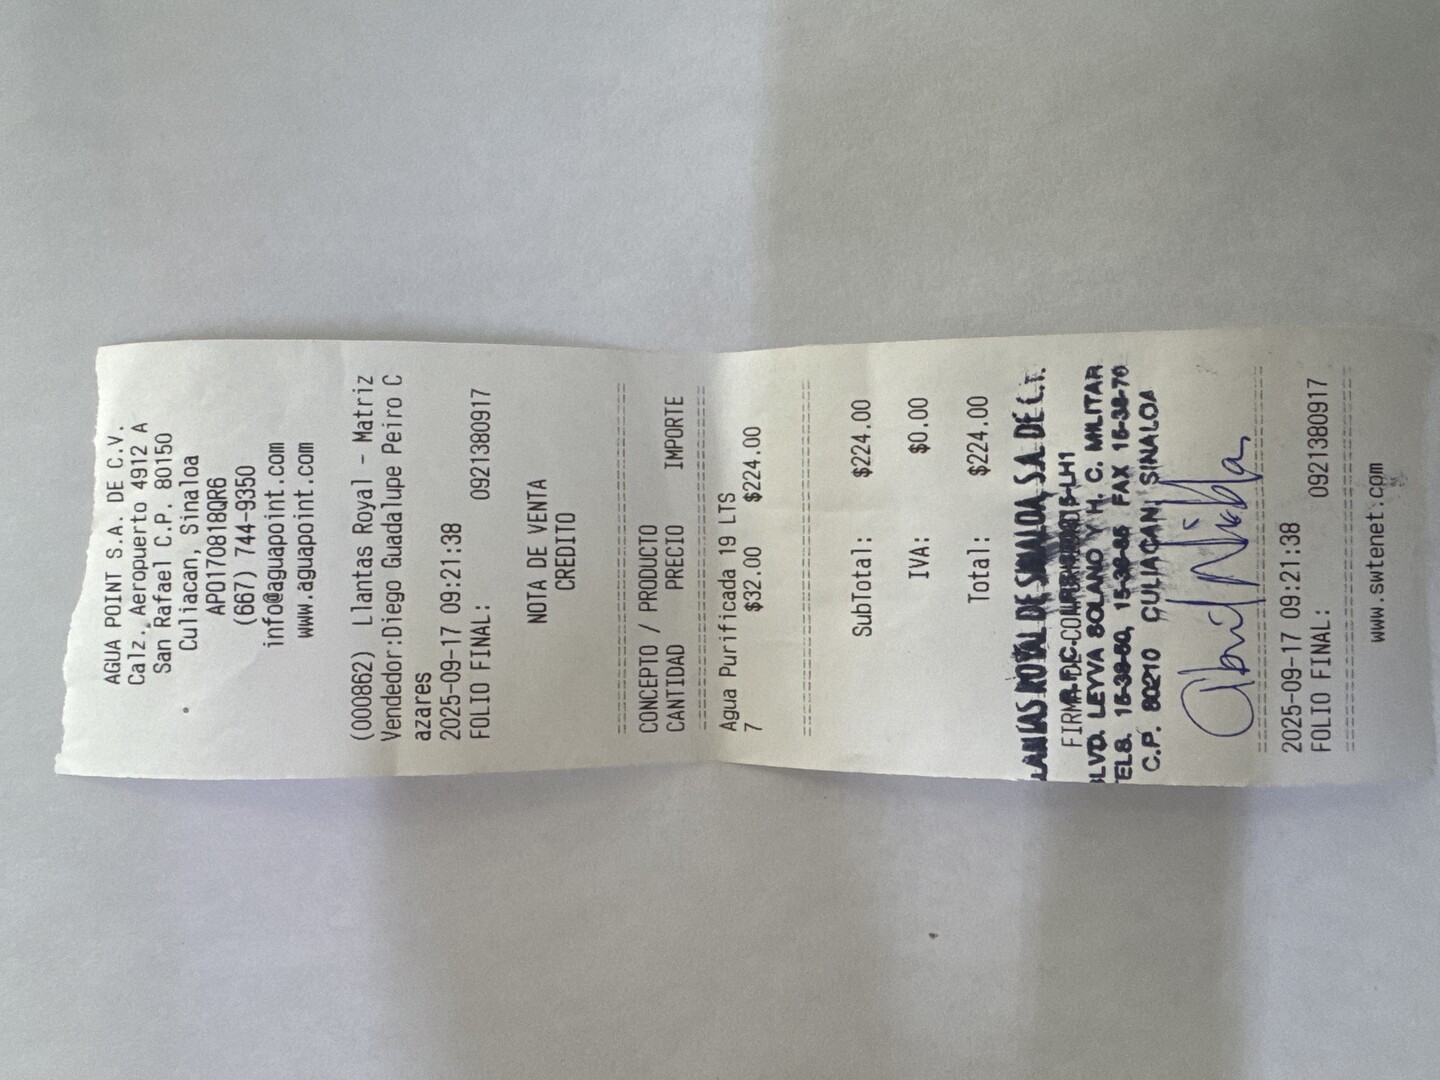 AGUA POINT S.A. DE C.V.
Calz. Aeropuerto 4912 A
San Rafael C.P. 80150
Culiacan, Sinaloa
APO170818QR6
(667) 744-9350
info@aguapoint.com
www.aguapoint.com
(000862) Llantas Royal - Matriz
Vendedor:Diego Guadalupe Peiro C
azares
2025-09-17 09:21:38
FOLIO FINAL: 0921380917
NOTA DE VENTA
CREDITO
CONCEPTO / PRODUCTO
CANTIDAD PRECIO IMPORTE
Agua Purificada 19 LTS
7 $32.00 $224.00
SubTotal: $224.00
IVA: $0.00
Total: $224.00
ROYAL DE SINALOA, S.A. DE C.V.
FIRMA DE
BLVD. LEYVA SOLANO Y H. C. MILITAR
TELS. FAX
C.P. 80210 CULIACAN, SINALOA
2025-09-17 09:21:38
FOLIO FINAL: 0921380917
www.swtenet.com